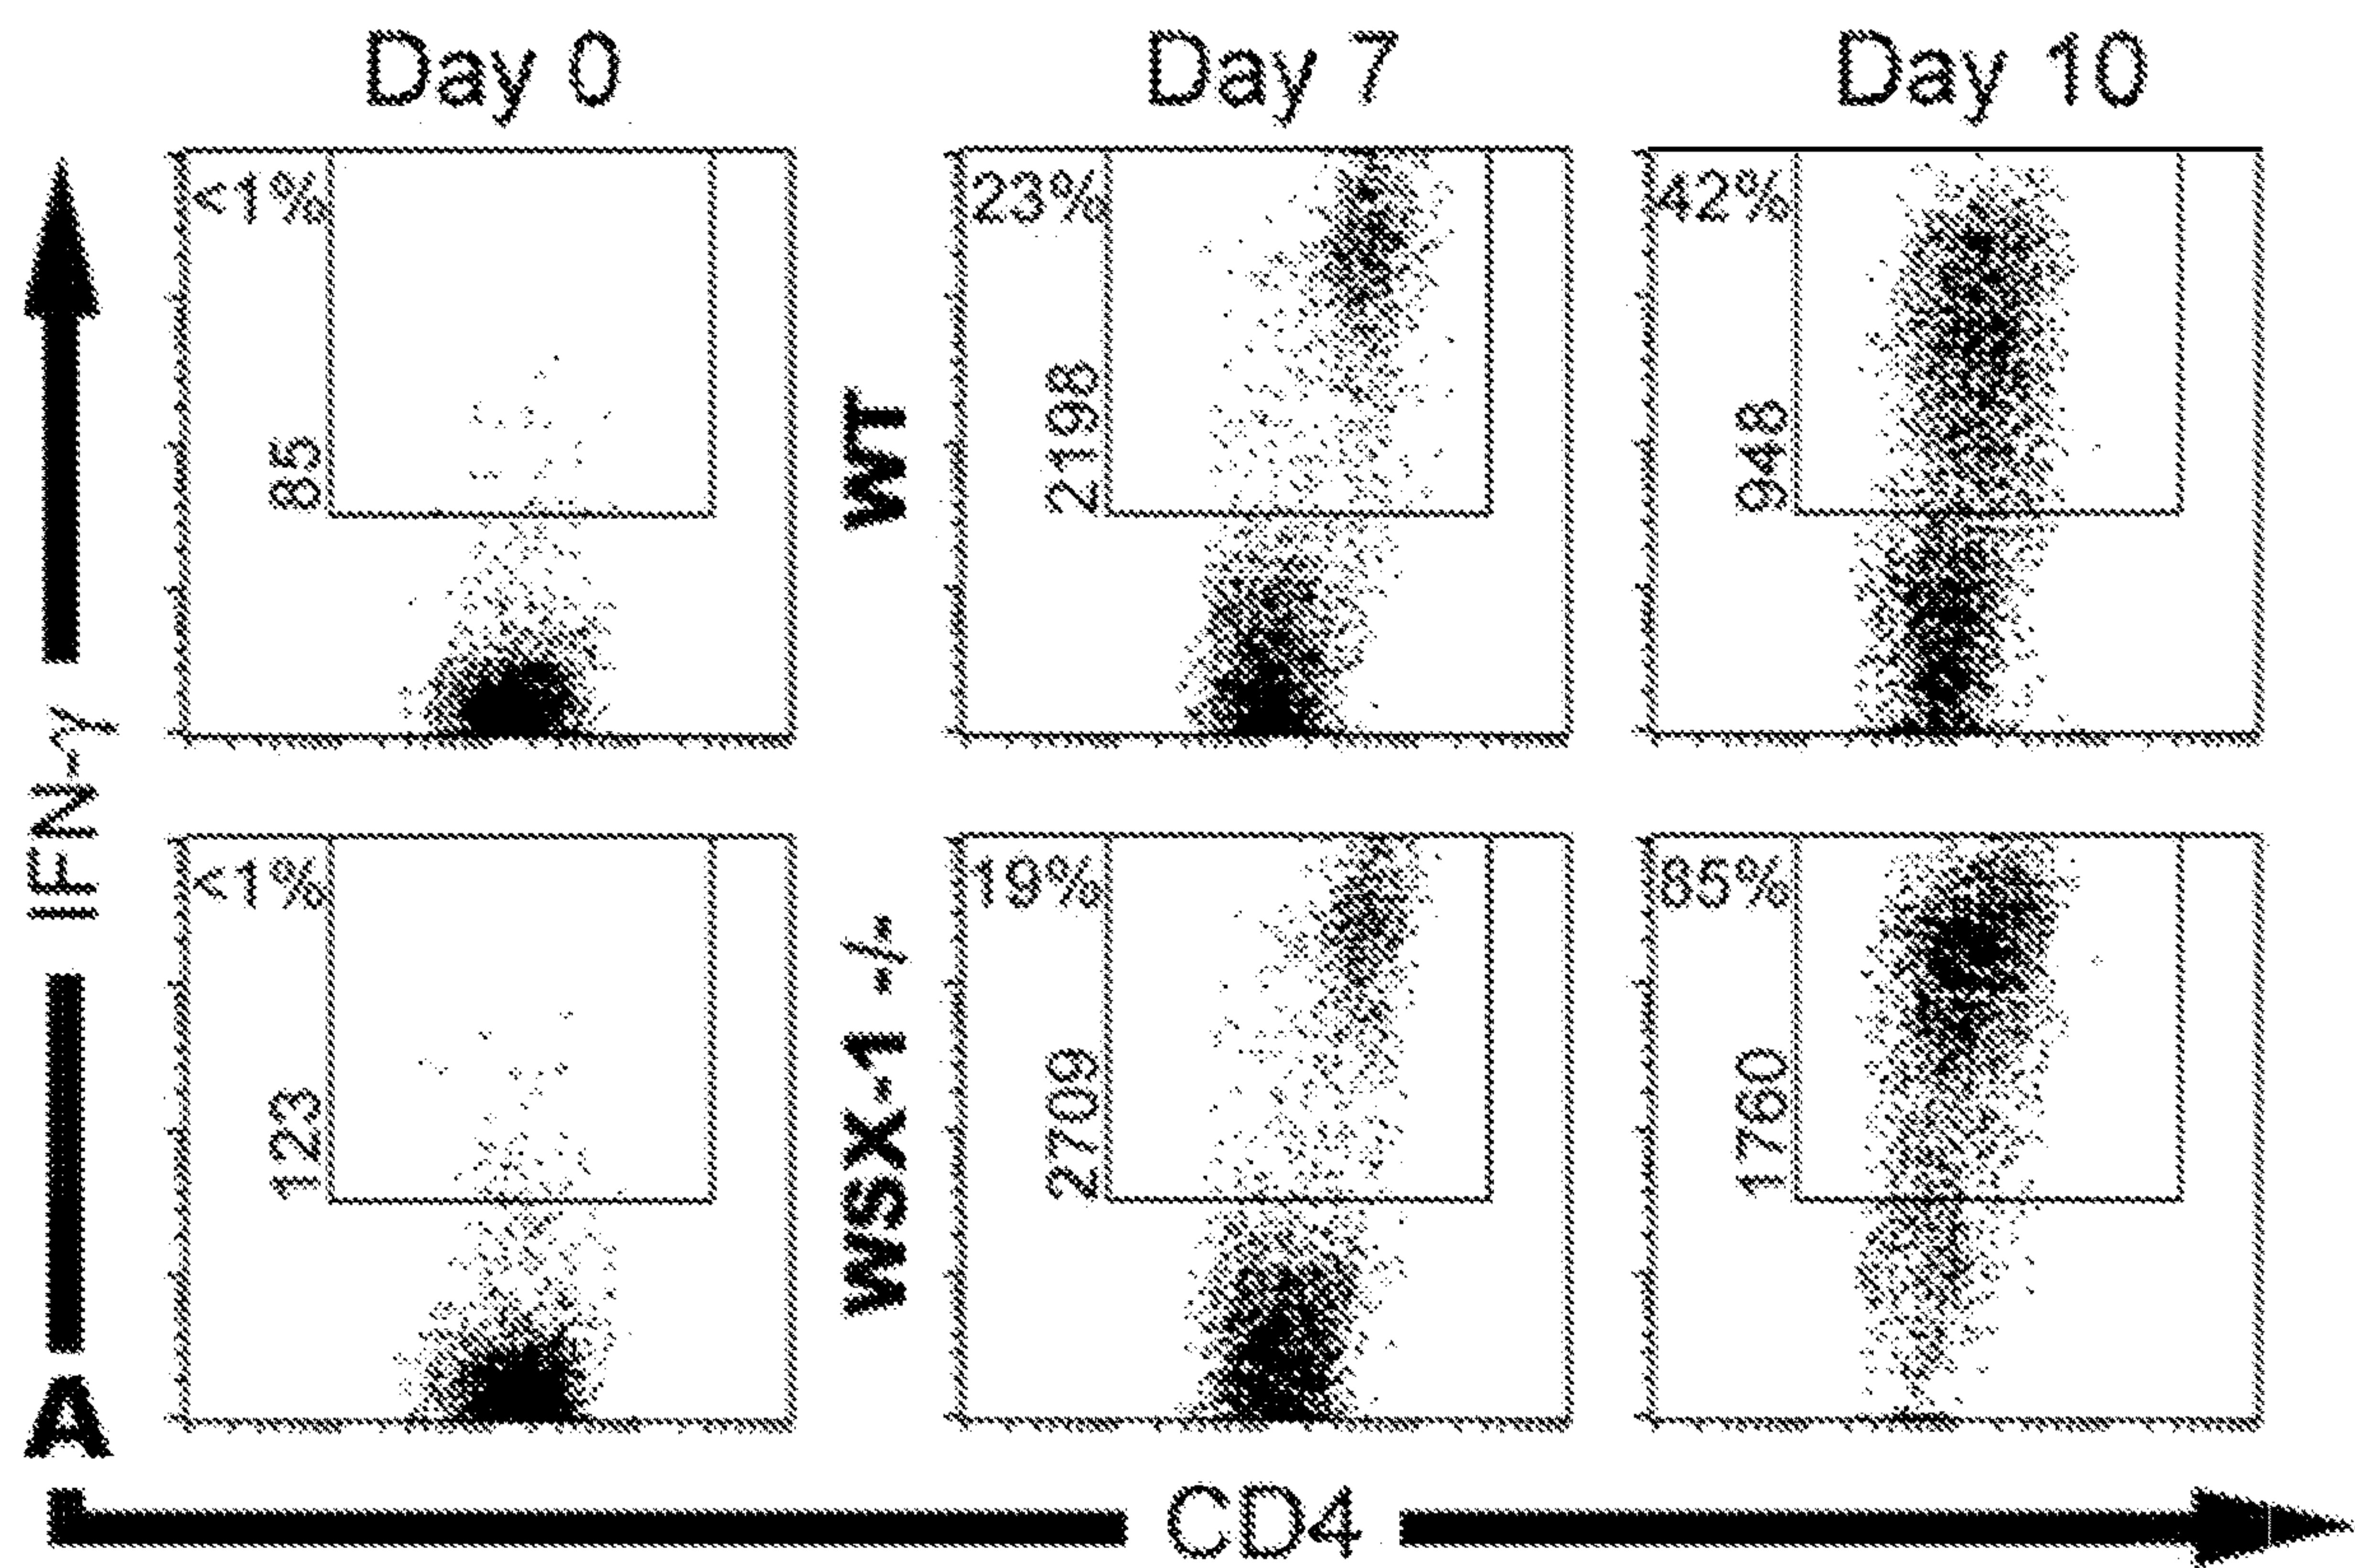 Day 0 Day 7 Day 10
<1% 23% 42%
85 2198 948
WT
IFN-γ
<1% 19% 85%
123 2709 1760
WSX-1 -/-
A
CD4